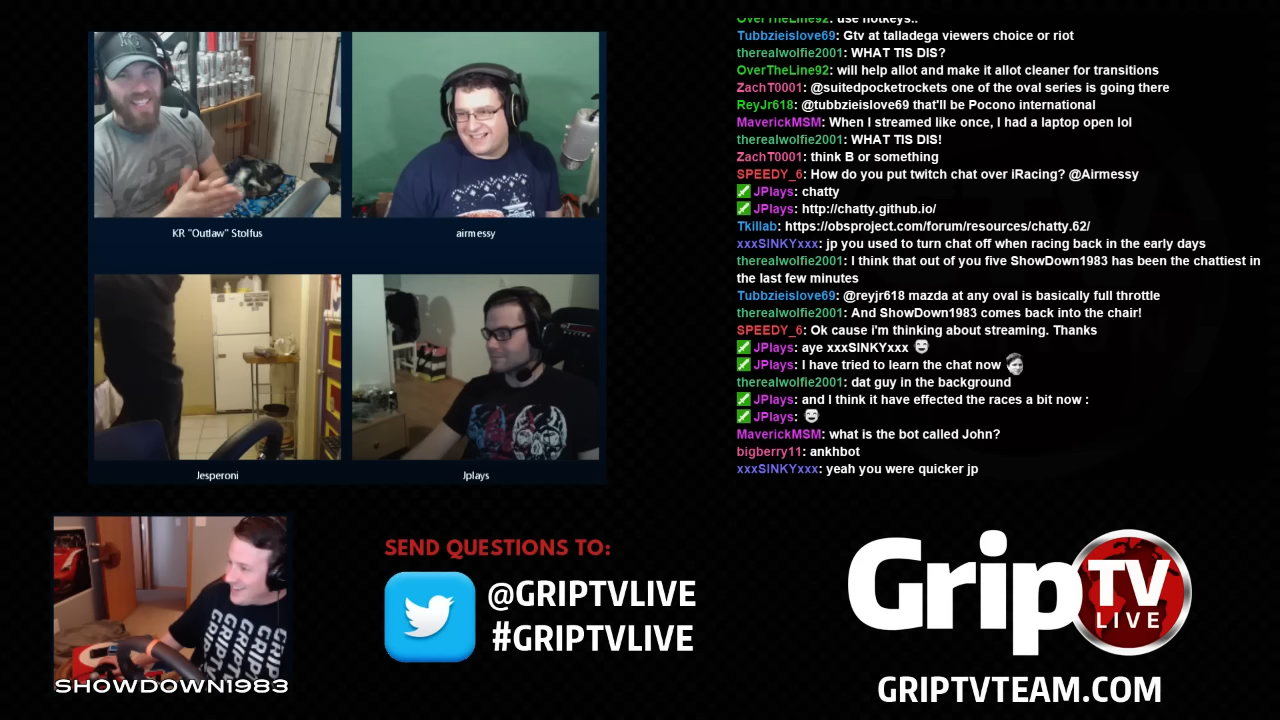 OverTheLine92: use hotkeys..
Tubbzieislove69: Gtv at talladega viewers choice or riot
therealwolfie2001: WHAT TIS DIS?
OverTheLine92: will help allot and make it allot cleaner for transitions
ZachT0001: @suitedpocketrockets one of the oval series is going there
ReyJr618: @tubbzieislove69 that'll be Pocono international
MaverickMSM: When I streamed like once, I had a laptop open lol
therealwolfie2001: WHAT TIS DIS!
ZachT0001: think B or something
SPEEDY_6: How do you put twitch chat over iRacing? @Airmessy
JPlays: chatty
JPlays: http://chatty.github.io/
Tkillab: https://obsproject.com/forum/resources/chatty.62/
xxxSINKYxxx: jp you used to turn chat off when racing back in the early days
therealwolfie2001: I think that out of you five ShowDown1983 has been the chattiest in
the last few minutes
Tubbzieislove69: @reyjr618 mazda at any oval is basically full throttle
therealwolfie2001: And ShowDown1983 comes back into the chair!
SPEEDY_6: Ok cause i'm thinking about streaming. Thanks
JPlays: aye xxxSINKYxxx
JPlays: I have tried to learn the chat now
therealwolfie2001: dat guy in the background
JPlays: and I think it have effected the races a bit now :
JPlays:
MaverickMSM: what is the bot called John?
bigberry11: ankhbot
xxxSINKYxxx: yeah you were quicker jp
KR "Outlaw" Stolfus
airmessy
Jesperoni
Jplays
SHOWDOWN1983
GRIPTV
GRIPTV
GRIPTV
SEND QUESTIONS TO:
@GRIPTVLIVE
#GRIPTVLIVE
GripTV
LIVE
GRIPTVTEAM.COM